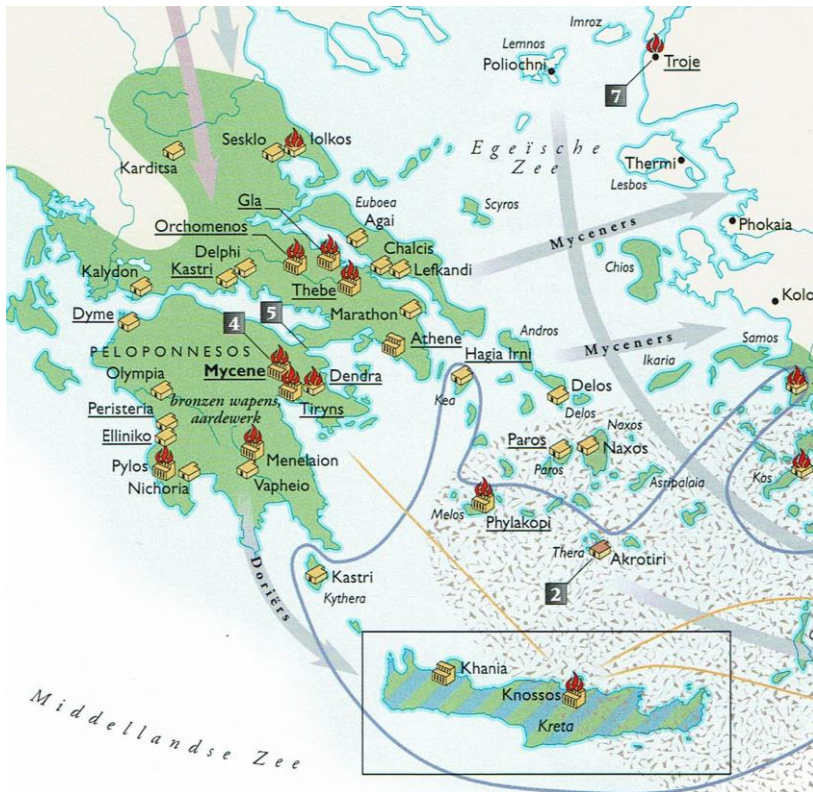 Imroz
Lemnos
Poliochni
Troje
7
Sesklo
Iolkos
Karditsa
Egeïsche
Zee
Thermi
Lesbos
Gla
Euboea
Agai
Scyros
Orchomenos
Myceners
Phokaia
Delphi
Chalcis
Kastri
Lefkandi
Chios
Kalydon
Thebe
Marathon
Kolo
Dyme
5
4
Athene
Andros
Myceners
Samos
PELOPONNESOS
Hagia Irni
Ikaria
Mycene
Dendra
Olympia
bronzen wapens,
aardewerk
Tiryns
Kea
Delos
Delos
Peristeria
Naxos
Elliniko
Paros
Naxos
Pylos
Menelaion
Paros
Kos
Nichoria
Vapheio
Astipalaia
Melos
Phylakopi
Doriërs
Thera
Akrotiri
Kastri
Kythera
2
Khania
Knossos
Kreta
Middellandse Zee